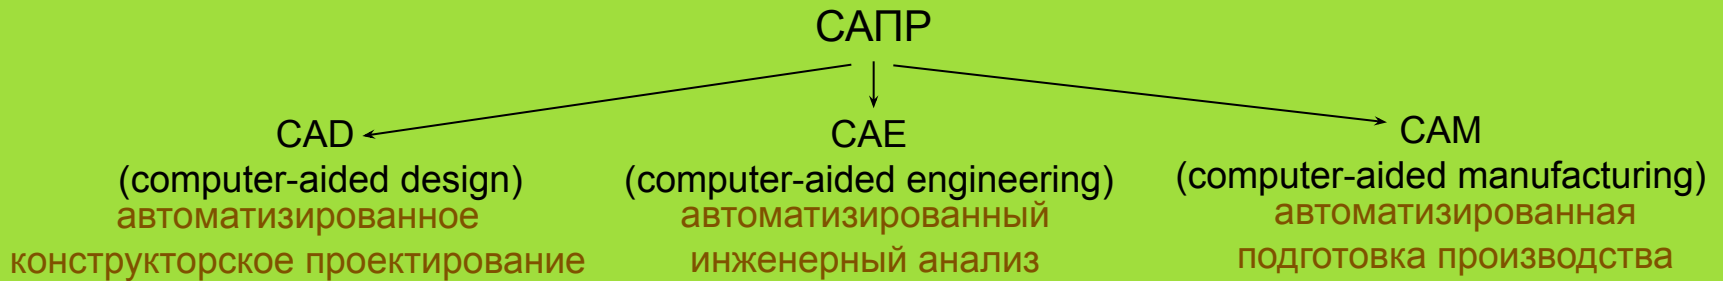 САПР
CAD
(computer-aided design)
автоматизированное
конструкторское проектирование
CAE
(computer-aided engineering)
автоматизированный
инженерный анализ
CAM
(computer-aided manufacturing)
автоматизированная
подготовка производства